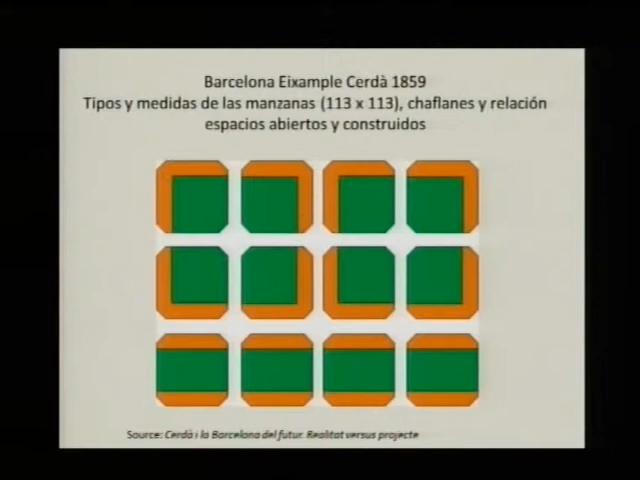 Barcelona Eixample Cerdà 1859
Tipos y medidas de las manzanas (113 x 113), chaflanes y relación
espacios abiertos y construidos
Source: Cerdà i la Barcelona del futur. Realitat versus projecte